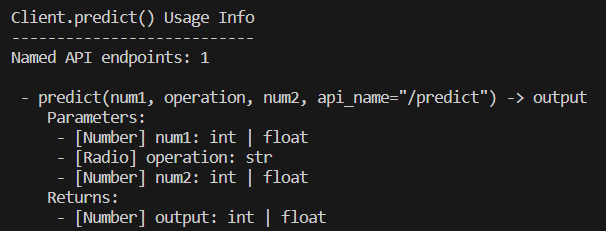 Client.predict() Usage Info
---------------------------
Named API endpoints: 1

 - predict(num1, operation, num2, api_name="/predict") -> output
    Parameters:
     - [Number] num1: int | float
     - [Radio] operation: str
     - [Number] num2: int | float
    Returns:
     - [Number] output: int | float